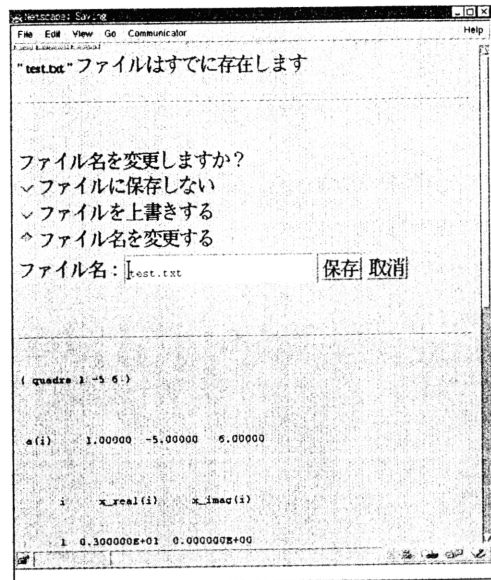 Netscape: Saving
File Edit View Go Communicator Help
"test.txt" ファイルはすでに存在します
ファイル名を変更しますか？
ファイルに保存しない
ファイルを上書きする
ファイル名を変更する
ファイル名： test.txt 保存 取消
( quadra 1 -5 6 )
a(i) 1.00000 -5.00000 6.00000
i x_real(i) x_imag(i)
1 0.300000E+01 0.000000E+00